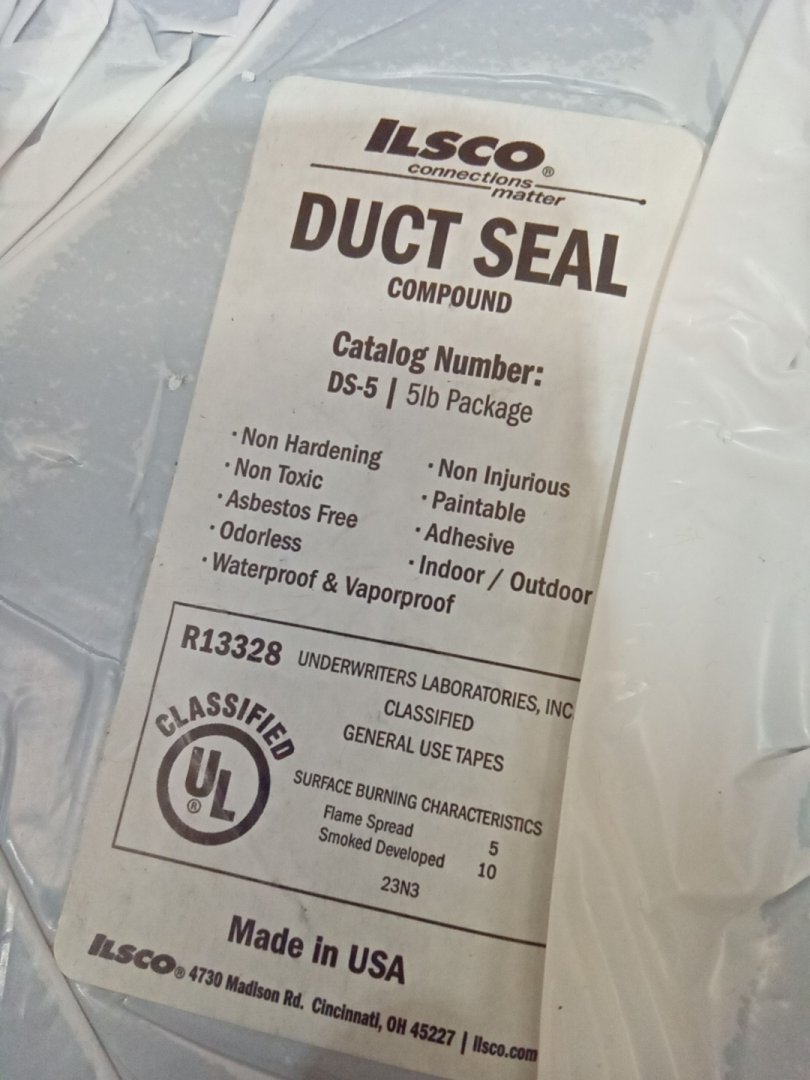 ILSCO®
connections
matter
DUCT SEAL
COMPOUND
Catalog Number:
DS-5 | 5lb Package
· Non Hardening
· Non Toxic
· Asbestos Free
· Odorless
· Waterproof & Vaporproof
· Non Injurious
· Paintable
· Adhesive
· Indoor / Outdoor
R13328 UNDERWRITERS LABORATORIES, INC
CLASSIFIED
GENERAL USE TAPES
CLASSIFIED
UL®
SURFACE BURNING CHARACTERISTICS
Flame Spread 5
Smoked Developed 10
23N3
Made in USA
ILSCO® 4730 Madison Rd. Cincinnati, OH 45227 | ilsco.com